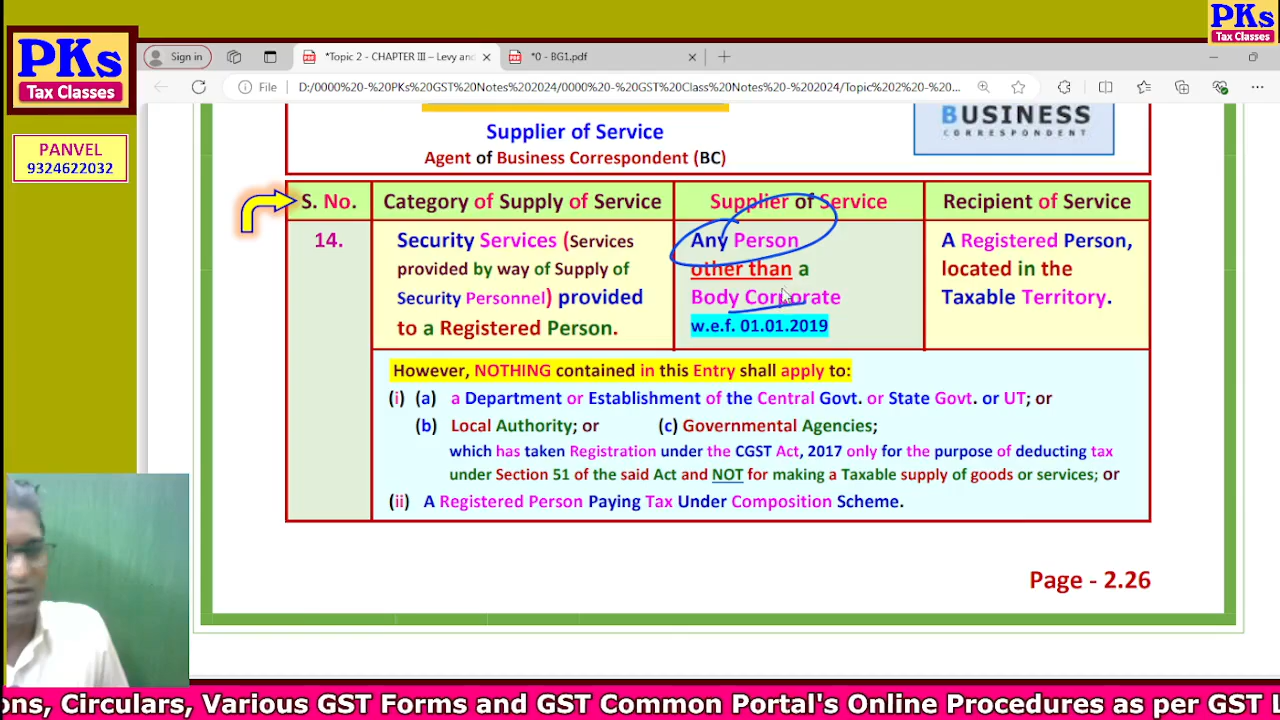 PKs
Tax Classes
PANVEL
9324622032
PKs
Tax Classes
Sign in
*Topic 2 - CHAPTER III – Levy and
*0 - BG1.pdf
File
D:/0000%20-%20PKs%20GST%20Notes%202024/0000%20-%20GST%20Class%20Notes%20-%202024/Topic%202%20-%20...
Supplier of Service
Agent of Business Correspondent (BC)
BUSINESS
CORRESPONDENT
S. No.
Category of Supply of Service
Supplier of Service
Recipient of Service
14.
Security Services (Services
provided by way of Supply of
Security Personnel) provided
to a Registered Person.
Any Person
other than a
Body Corporate
w.e.f. 01.01.2019
A Registered Person,
located in the
Taxable Territory.
However, NOTHING contained in this Entry shall apply to:
(i) (a) a Department or Establishment of the Central Govt. or State Govt. or UT; or
(b) Local Authority; or (c) Governmental Agencies;
which has taken Registration under the CGST Act, 2017 only for the purpose of deducting tax
under Section 51 of the said Act and NOT for making a Taxable supply of goods or services; or
(ii) A Registered Person Paying Tax Under Composition Scheme.
Page - 2.26
ons, Circulars, Various GST Forms and GST Common Portal's Online Procedures as per GST